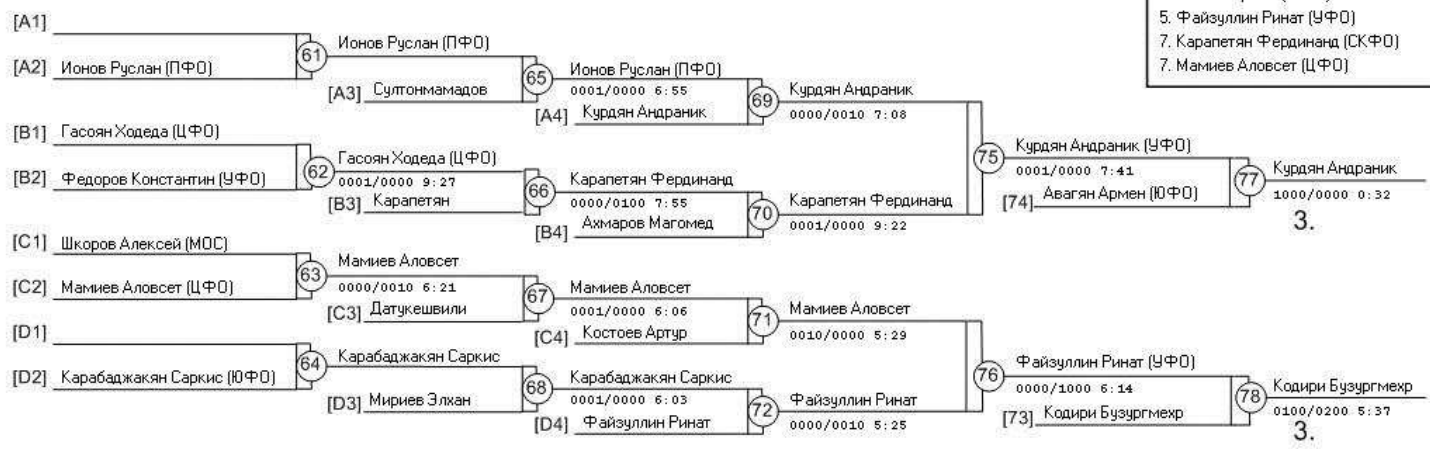 5. Файзуллин Ринат (УФО)
7. Карапетян Фердинанд (СКФО)
7. Мамиев Аловсет (ЦФО)
[A1]
61
Ионов Руслан (ПФО)
[A2] Ионов Руслан (ПФО)
65
Ионов Руслан (ПФО)
0001/0000 6:55
[A3] Султонмамадов
69
Курдян Андраник
0000/0010 7:08
[A4] Курдян Андраник
[B1] Гасоян Ходеда (ЦФО)
62
Гасоян Ходеда (ЦФО)
0001/0000 9:27
[B2] Федоров Константин (УФО)
[B3] Карапетян
66
Карапетян Фердинанд
0000/0100 7:55
[B4] Ахмаров Магомед
70
Карапетян Фердинанд
0001/0000 9:22
75
Курдян Андраник (УФО)
0001/0000 7:41
[74] Авагян Армен (ЮФО)
77
Курдян Андраник
1000/0000 0:32
3.
[C1] Шкоров Алексей (МОС)
63
Мамиев Аловсет
0000/0010 6:21
[C2] Мамиев Аловсет (ЦФО)
[C3] Датукешвили
67
Мамиев Аловсет
0001/0000 6:06
[C4] Костоев Артур
71
Мамиев Аловсет
0010/0000 5:29
[D1]
64
Карабаджакян Саркис
[D2] Карабаджакян Саркис (ЮФО)
[D3] Мириев Элхан
68
Карабаджакян Саркис
0001/0000 6:03
[D4] Файзуллин Ринат
72
Файзуллин Ринат
0000/0010 5:25
76
Файзуллин Ринат (УФО)
0000/1000 6:14
[73] Кодири Бузургмехр
78
Кодири Бузургмехр
0100/0200 5:37
3.